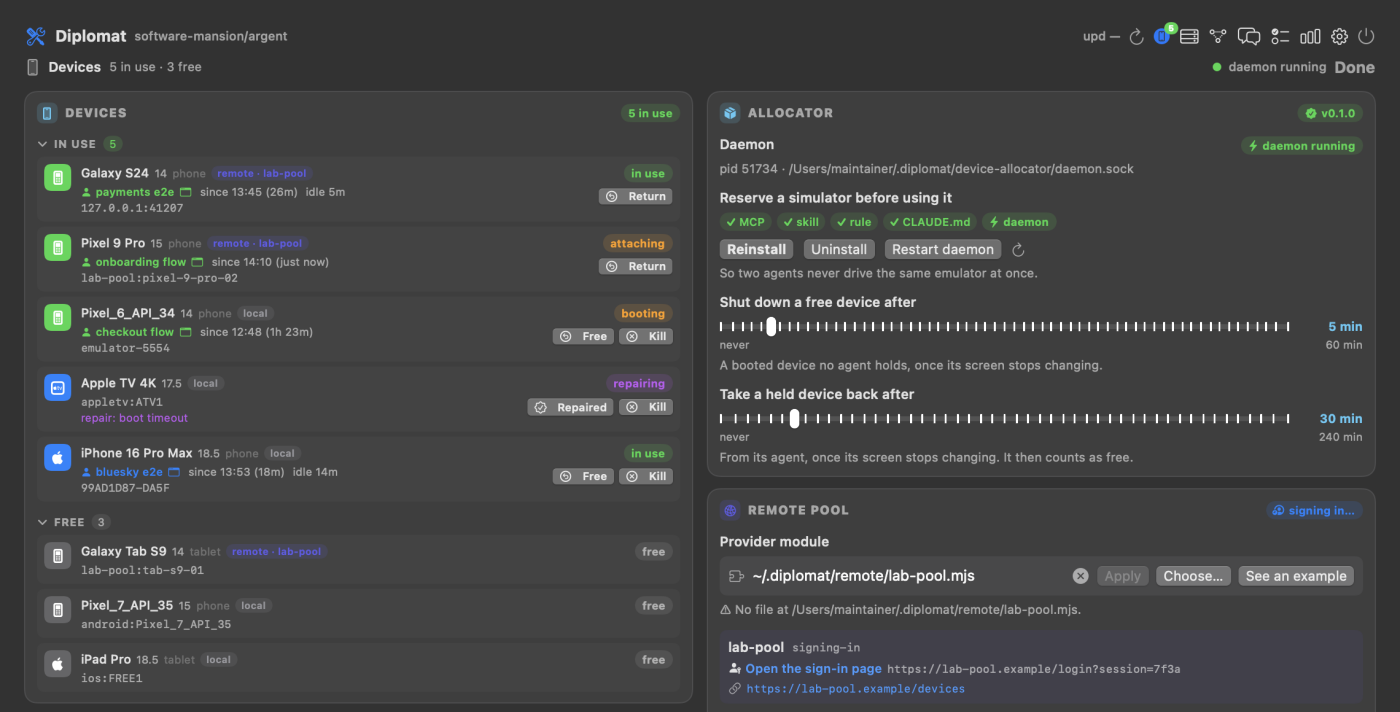 Diplomat software-mansion/argent
upd —
5
Devices 5 in use · 3 free
daemon running Done
DEVICES
5 in use
IN USE 5
Galaxy S24 14 phone remote · lab-pool
in use
payments e2e since 13:45 (26m) idle 5m
Return
127.0.0.1:41207
Pixel 9 Pro 15 phone remote · lab-pool
attaching
onboarding flow since 14:10 (just now)
Return
lab-pool:pixel-9-pro-02
Pixel_6_API_34 14 phone local
booting
checkout flow since 12:48 (1h 23m)
Free Kill
emulator-5554
Apple TV 4K 17.5 local
repairing
appletv:ATV1
Repaired Kill
repair: boot timeout
iPhone 16 Pro Max 18.5 phone local
in use
bluesky e2e since 13:53 (18m) idle 14m
Free Kill
99AD1D87-DA5F
FREE 3
Galaxy Tab S9 14 tablet remote · lab-pool
free
lab-pool:tab-s9-01
Pixel_7_API_35 15 phone local
free
android:Pixel_7_API_35
iPad Pro 18.5 tablet local
free
ios:FREE1
ALLOCATOR
v0.1.0
Daemon
daemon running
pid 51734 · /Users/maintainer/.diplomat/device-allocator/daemon.sock
Reserve a simulator before using it
MCP skill rule CLAUDE.md daemon
Reinstall Uninstall Restart daemon
So two agents never drive the same emulator at once.
Shut down a free device after
5 min
never 60 min
A booted device no agent holds, once its screen stops changing.
Take a held device back after
30 min
never 240 min
From its agent, once its screen stops changing. It then counts as free.
REMOTE POOL
signing in...
Provider module
~/.diplomat/remote/lab-pool.mjs
Apply Choose... See an example
No file at /Users/maintainer/.diplomat/remote/lab-pool.mjs.
lab-pool signing-in
Open the sign-in page https://lab-pool.example/login?session=7f3a
https://lab-pool.example/devices